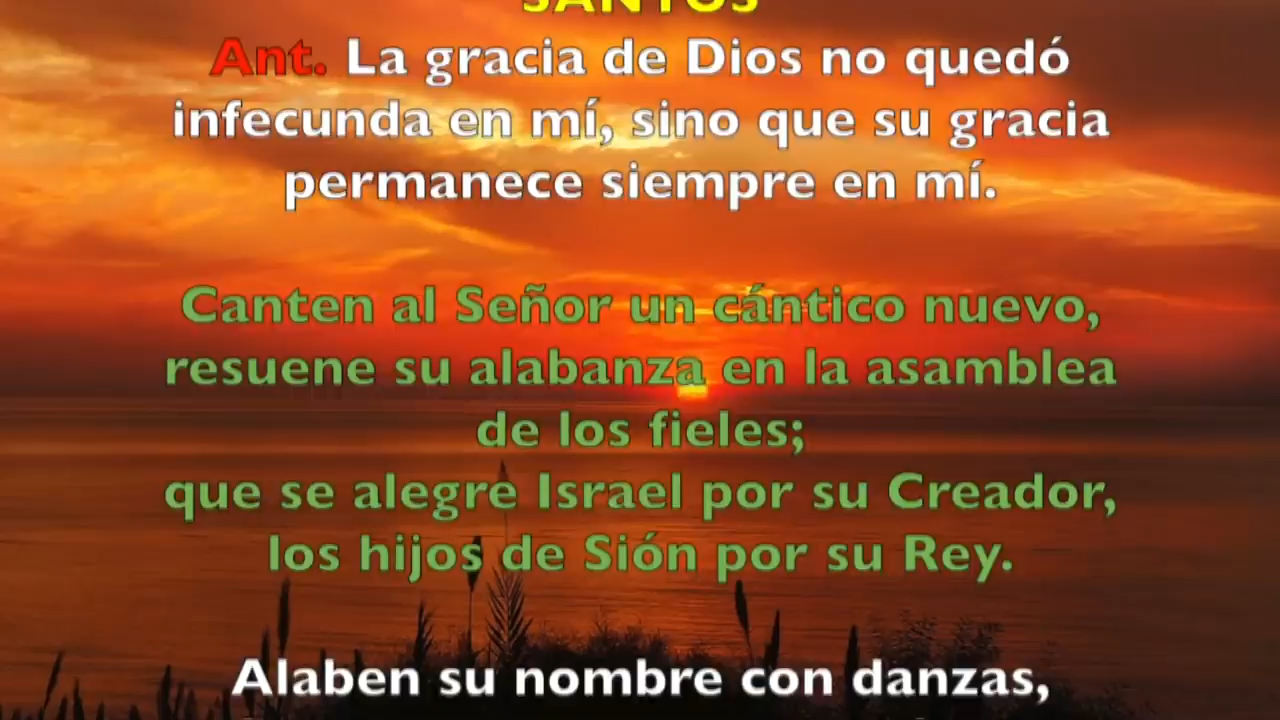 SANTOS
Ant. La gracia de Dios no quedó
infecunda en mí, sino que su gracia
permanece siempre en mí.
Canten al Señor un cántico nuevo,
resuene su alabanza en la asamblea
de los fieles;
que se alegre Israel por su Creador,
los hijos de Sión por su Rey.
Alaben su nombre con danzas,